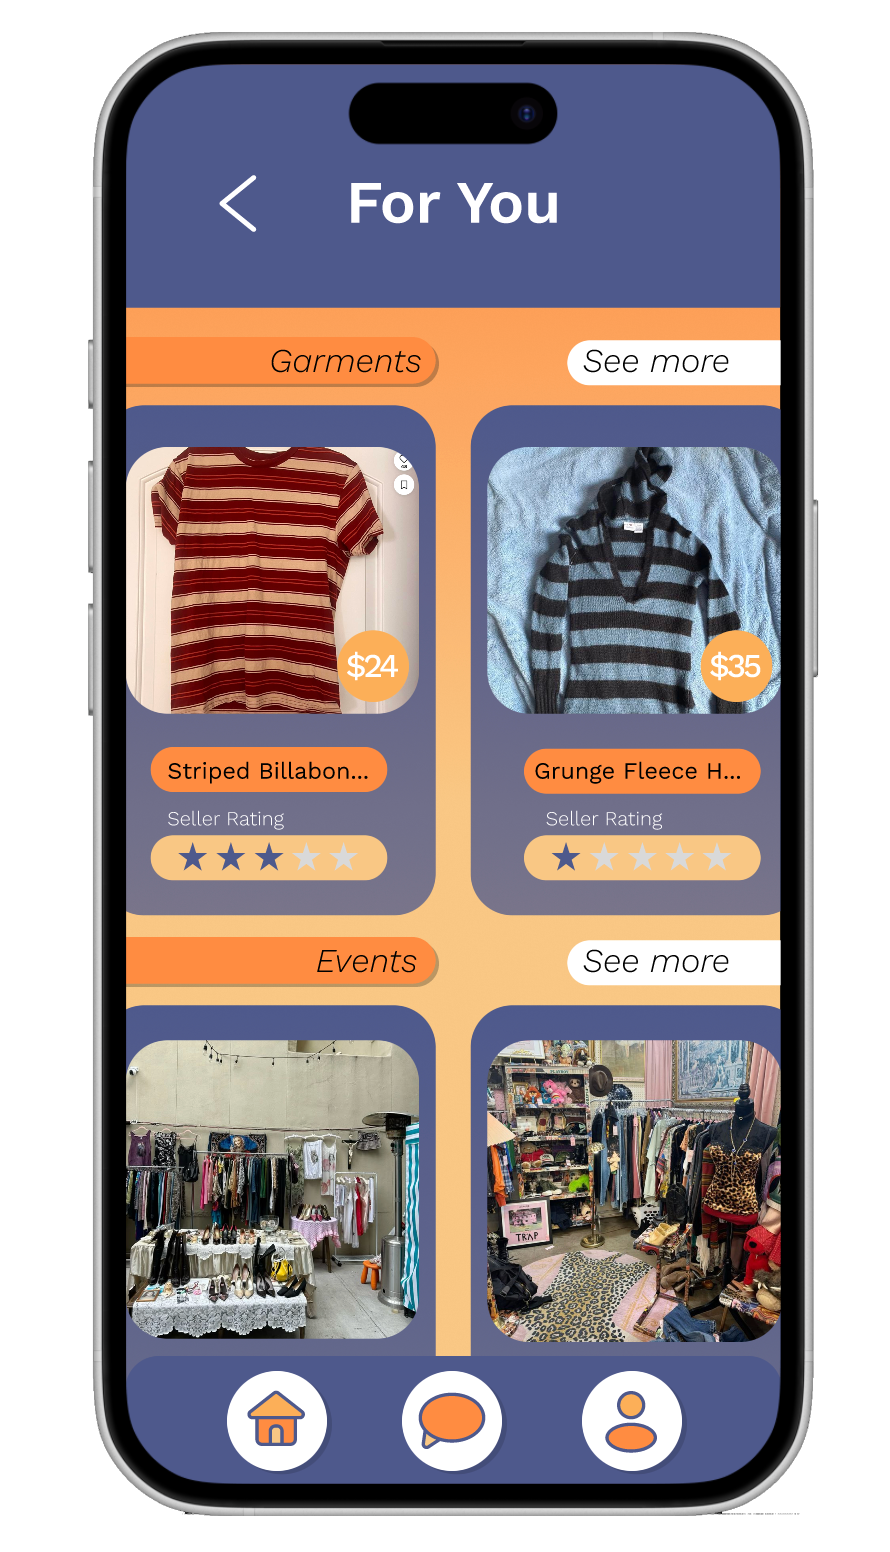 For You
Garments
See more
$24
$35
Striped Billabon...
Grunge Fleece H...
Seller Rating
Seller Rating
Events
See more
PLAYBOY
TRAP